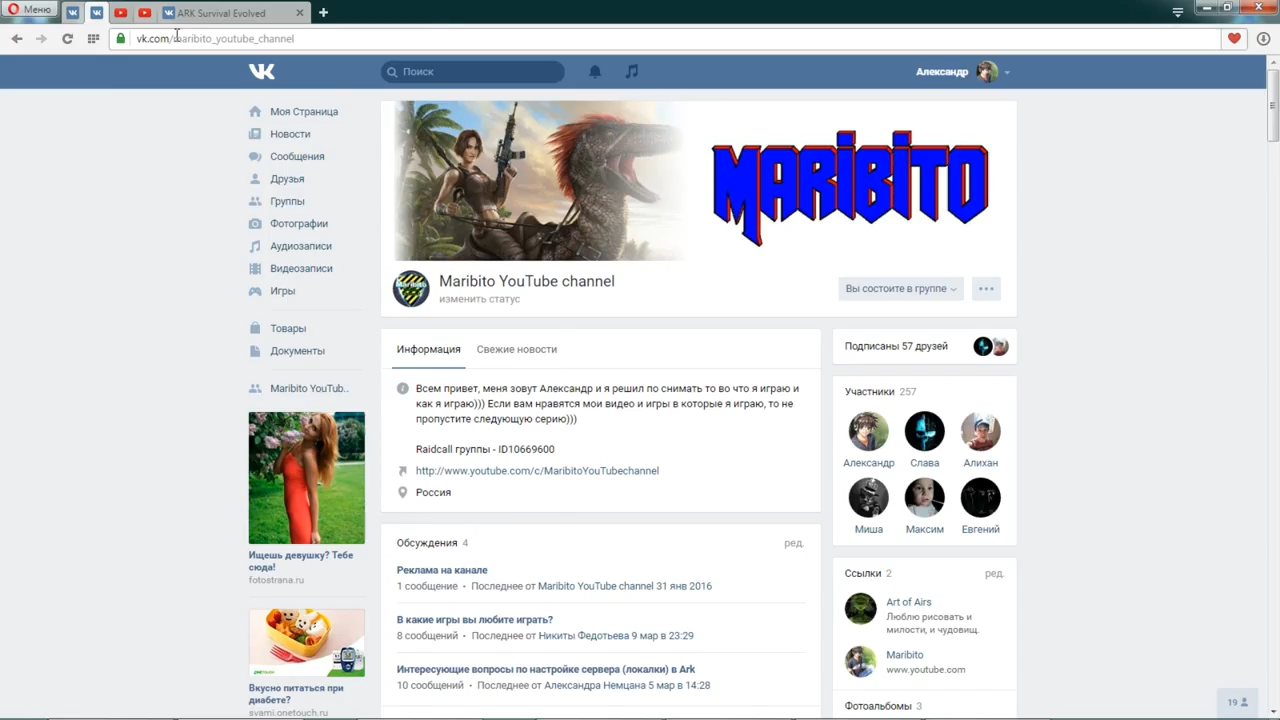 Меню
ARK Survival Evolved
vk.com/maribito_youtube_channel
Поиск
Александр
Моя Страница
Новости
Сообщения
Друзья
Группы
Фотографии
Аудиозаписи
Видеозаписи
Игры
Товары
Документы
Maribito YouTub..
Ищешь девушку? Тебе
сюда!
fotostrana.ru
Вкусно питаться при
диабете?
svami.onetouch.ru
MARIBITO
Maribito YouTube channel
изменить статус
Вы состоите в группе
Информация
Свежие новости
Всем привет, меня зовут Александр и я решил по снимать то во что я играю и
как я играю))) Если вам нравятся мои видео и игры в которые я играю, то не
пропустите следующую серию)))
Raidcall группы - ID10669600
http://www.youtube.com/c/MaribitoYouTubechannel
Россия
Обсуждения 4
ред.
Реклама на канале
1 сообщение • Последнее от Maribito YouTube channel 31 янв 2016
В какие игры вы любите играть?
8 сообщений • Последнее от Никиты Федотьева 9 мар в 23:29
Интересующие вопросы по настройке сервера (локалки) в Ark
10 сообщений • Последнее от Александра Немцана 5 мар в 14:28
Подписаны 57 друзей
Участники 257
Александр
Слава
Алихан
Миша
Максим
Евгений
Ссылки 2
ред.
Art of Airs
Люблю рисовать и
милости, и чудовищ.
Maribito
www.youtube.com
Фотоальбомы 3
19